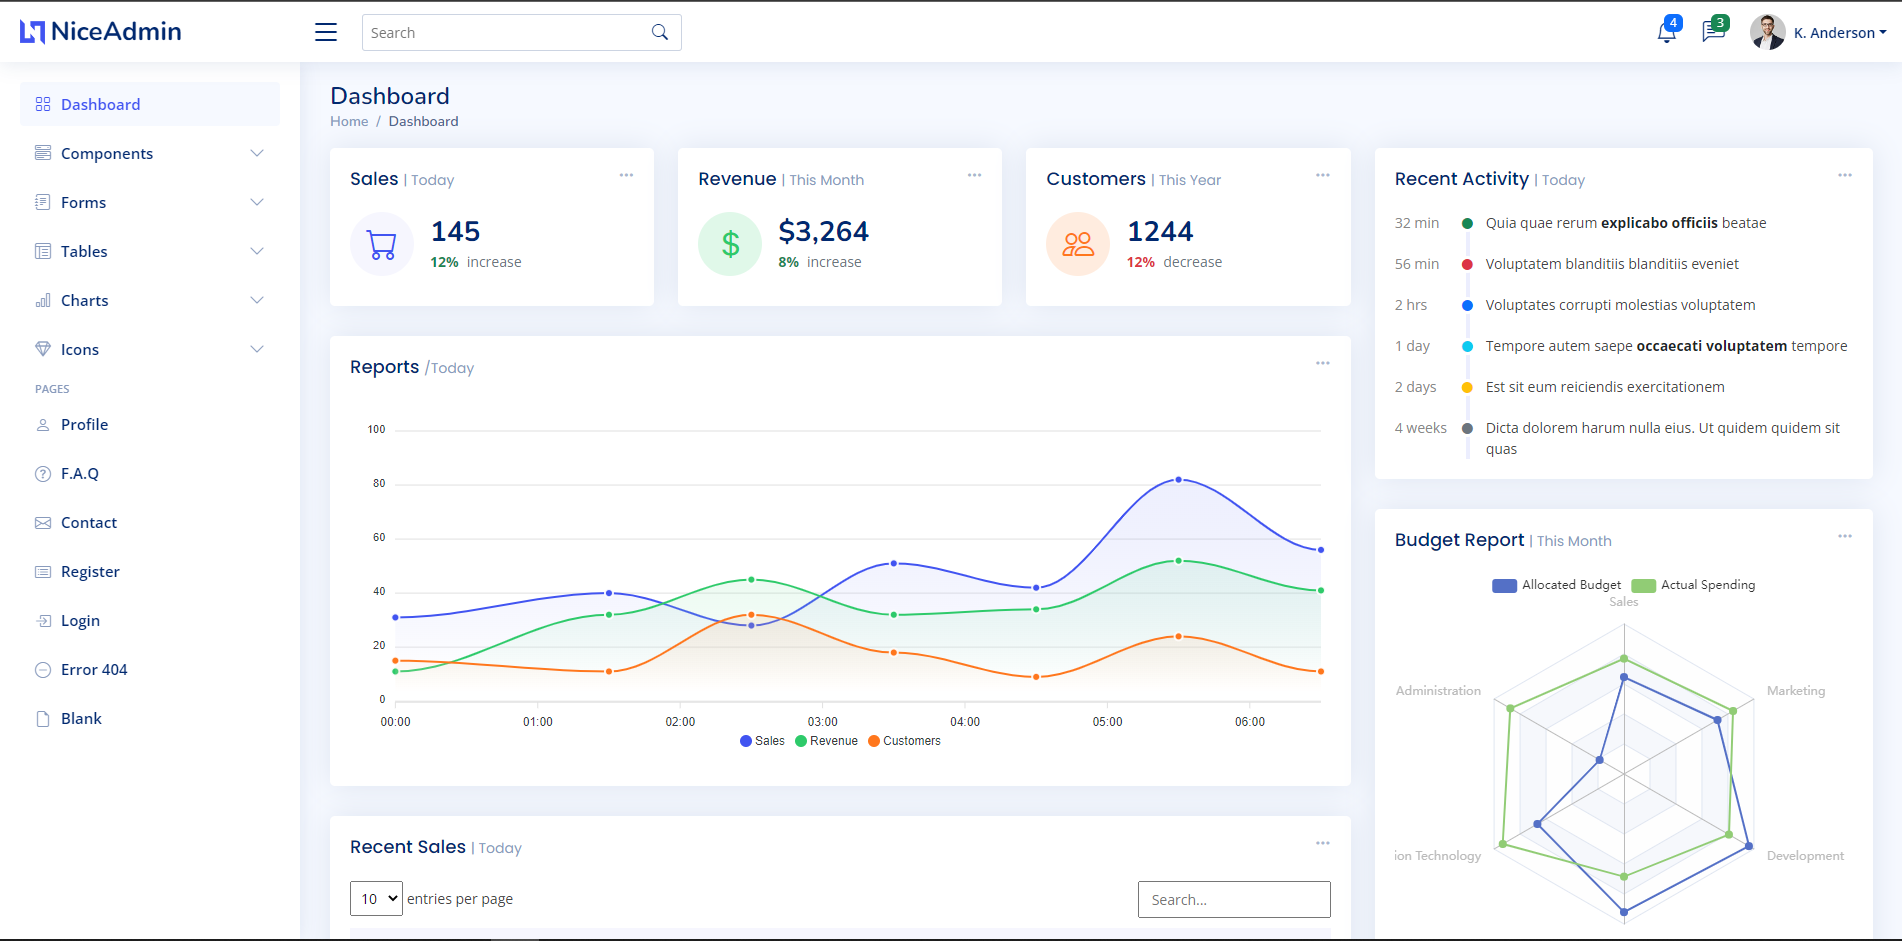 NiceAdmin
Search
4
3
K. Anderson
Dashboard
Components
Forms
Tables
Charts
Icons
PAGES
Profile
F.A.Q
Contact
Register
Login
Error 404
Blank
Dashboard
Home / Dashboard
Sales | Today
145
12% increase
Revenue | This Month
$
$3,264
8% increase
Customers | This Year
1244
12% decrease
Reports /Today
100
80
60
40
20
0
00:00 01:00 02:00 03:00 04:00 05:00 06:00
Sales Revenue Customers
Recent Sales | Today
10 entries per page
Search...
Recent Activity | Today
32 min Quia quae rerum explicabo officiis beatae
56 min Voluptatem blanditiis blanditiis eveniet
2 hrs Voluptates corrupti molestias voluptatem
1 day Tempore autem saepe occaecati voluptatem tempore
2 days Est sit eum reiciendis exercitationem
4 weeks Dicta dolorem harum nulla eius. Ut quidem quidem sit
quas
Budget Report | This Month
Allocated Budget Actual Spending
Sales
Administration Marketing
ion Technology Development